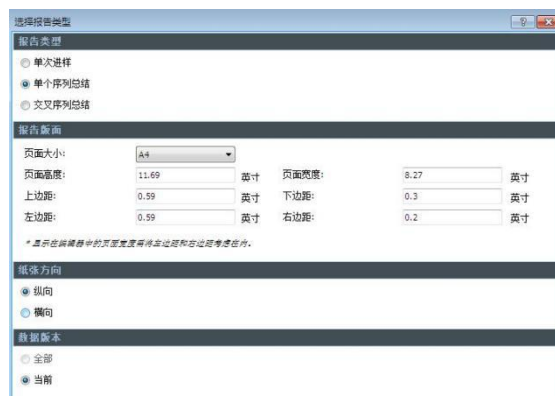 选择报告类型
报告类型
单次进样
单个序列总结
交叉序列总结
报告版面
页面大小: A4
页面高度: 11.69 英寸 页面宽度: 8.27 英寸
上边距: 0.59 英寸 下边距: 0.3 英寸
左边距: 0.59 英寸 右边距: 0.2 英寸
* 显示在编辑器中的页面宽度需将左边距和右边距考虑在内。
纸张方向
纵向
横向
数据版本
全部
当前